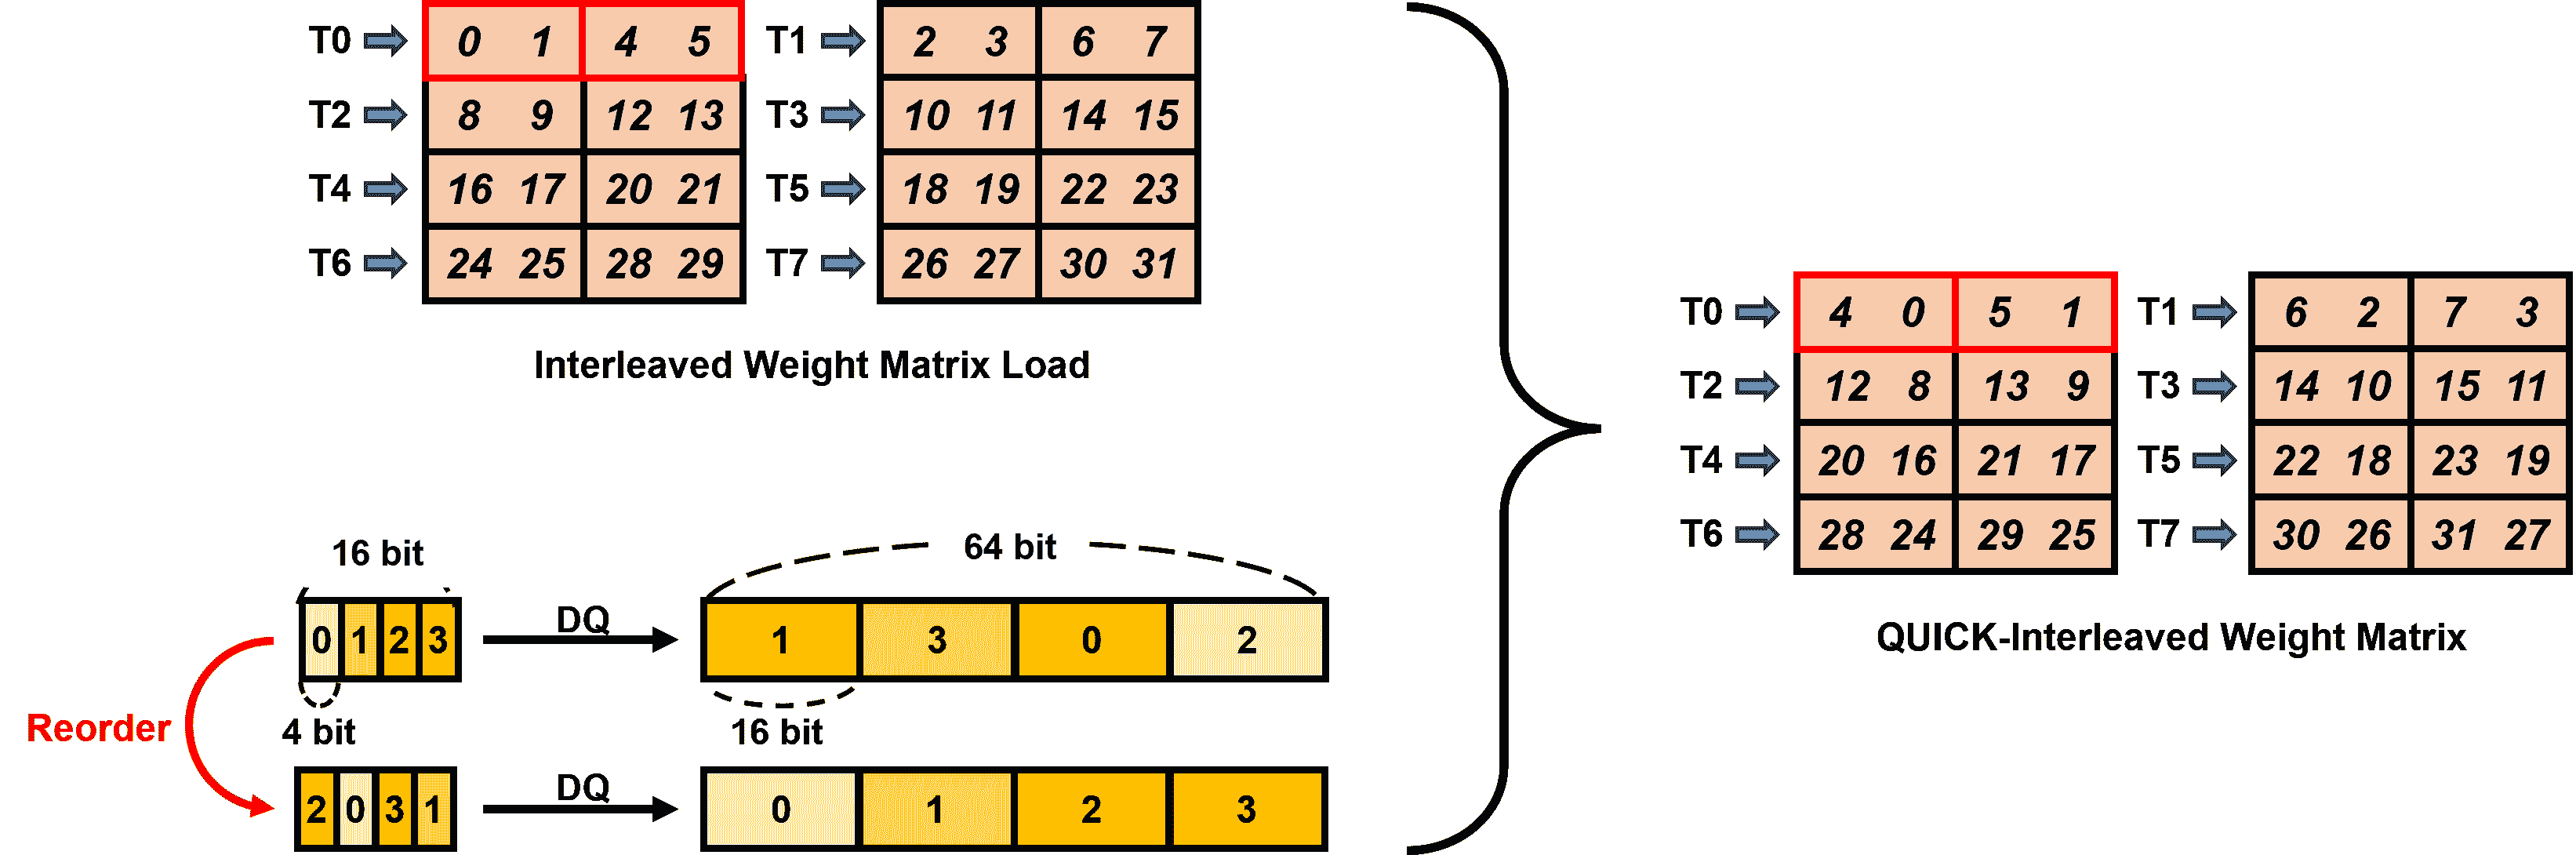 T0 0 1 4 5 T1 2 3 6 7
T2 8 9 12 13 T3 10 11 14 15
T4 16 17 20 21 T5 18 19 22 23
T6 24 25 28 29 T7 26 27 30 31
Interleaved Weight Matrix Load
16 bit
64 bit
0 1 2 3 DQ 1 3 0 2
Reorder
4 bit
16 bit
2 0 3 1 DQ 0 1 2 3
T0 4 0 5 1 T1 6 2 7 3
T2 12 8 13 9 T3 14 10 15 11
T4 20 16 21 17 T5 22 18 23 19
T6 28 24 29 25 T7 30 26 31 27
QUICK-Interleaved Weight Matrix